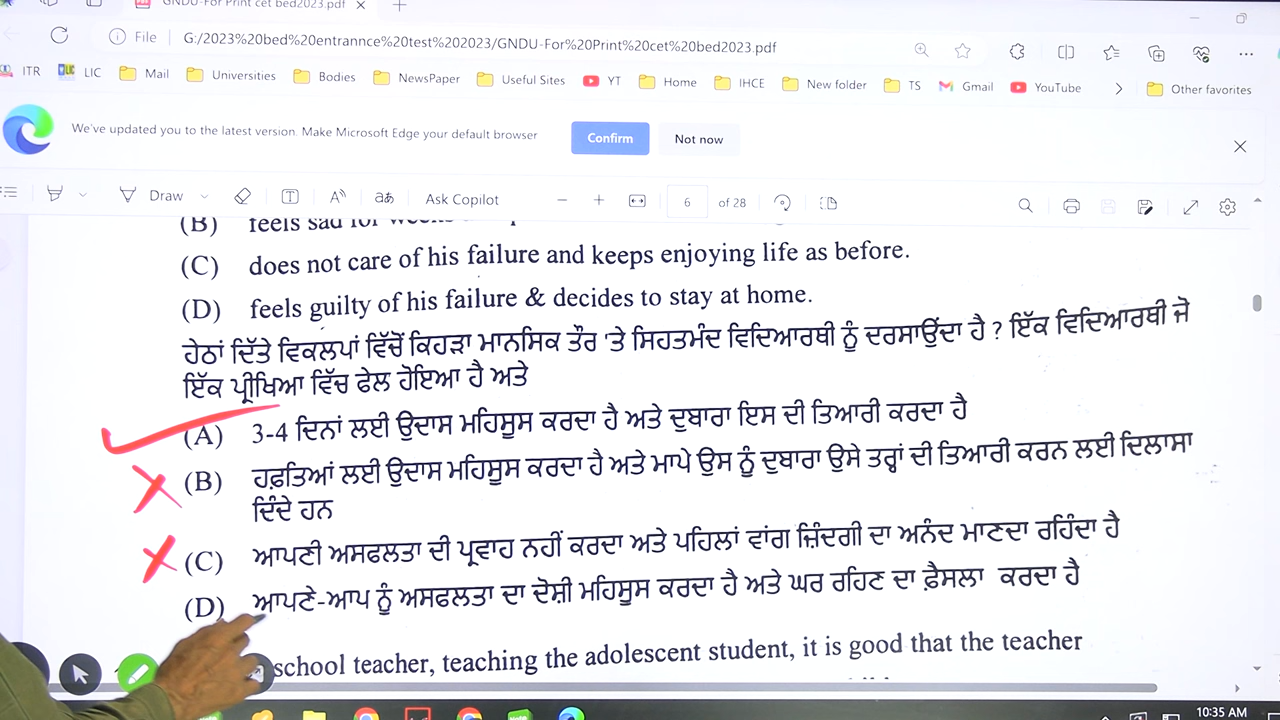 GNDU-For Print cet bed2023.pdf
File G:/2023%20bed%20entrannce%20test%202023/GNDU-For%20Print%20cet%20bed2023.pdf
ITR LIC Mail Universities Bodies NewsPaper Useful Sites YT Home IHCE New folder TS Gmail YouTube Other favorites
We've updated you to the latest version. Make Microsoft Edge your default browser Confirm Not now
Draw Ask Copilot 6 of 28
(B) feels sad for
(C) does not care of his failure and keeps enjoying life as before.
(D) feels guilty of his failure & decides to stay at home.
ਹੇਠਾਂ ਦਿੱਤੇ ਵਿਕਲਪਾਂ ਵਿੱਚੋਂ ਕਿਹੜਾ ਮਾਨਸਿਕ ਤੌਰ 'ਤੇ ਸਿਹਤਮੰਦ ਵਿਦਿਆਰਥੀ ਨੂੰ ਦਰਸਾਉਂਦਾ ਹੈ ? ਇੱਕ ਵਿਦਿਆਰਥੀ ਜੋ
ਇੱਕ ਪ੍ਰੀਖਿਆ ਵਿੱਚ ਫੇਲ ਹੋਇਆ ਹੈ ਅਤੇ
(A) 3-4 ਦਿਨਾਂ ਲਈ ਉਦਾਸ ਮਹਿਸੂਸ ਕਰਦਾ ਹੈ ਅਤੇ ਦੁਬਾਰਾ ਇਸ ਦੀ ਤਿਆਰੀ ਕਰਦਾ ਹੈ
(B) ਹਫ਼ਤਿਆਂ ਲਈ ਉਦਾਸ ਮਹਿਸੂਸ ਕਰਦਾ ਹੈ ਅਤੇ ਮਾਪੇ ਉਸ ਨੂੰ ਦੁਬਾਰਾ ਉਸੇ ਤਰ੍ਹਾਂ ਦੀ ਤਿਆਰੀ ਕਰਨ ਲਈ ਦਿਲਾਸਾ
ਦਿੰਦੇ ਹਨ
(C) ਆਪਣੀ ਅਸਫਲਤਾ ਦੀ ਪ੍ਰਵਾਹ ਨਹੀਂ ਕਰਦਾ ਅਤੇ ਪਹਿਲਾਂ ਵਾਂਗ ਜ਼ਿੰਦਗੀ ਦਾ ਅਨੰਦ ਮਾਣਦਾ ਰਹਿੰਦਾ ਹੈ
(D) ਆਪਣੇ-ਆਪ ਨੂੰ ਅਸਫਲਤਾ ਦਾ ਦੋਸ਼ੀ ਮਹਿਸੂਸ ਕਰਦਾ ਹੈ ਅਤੇ ਘਰ ਰਹਿਣ ਦਾ ਫ਼ੈਸਲਾ ਕਰਦਾ ਹੈ
school teacher, teaching the adolescent student, it is good that the teacher
10:35 AM